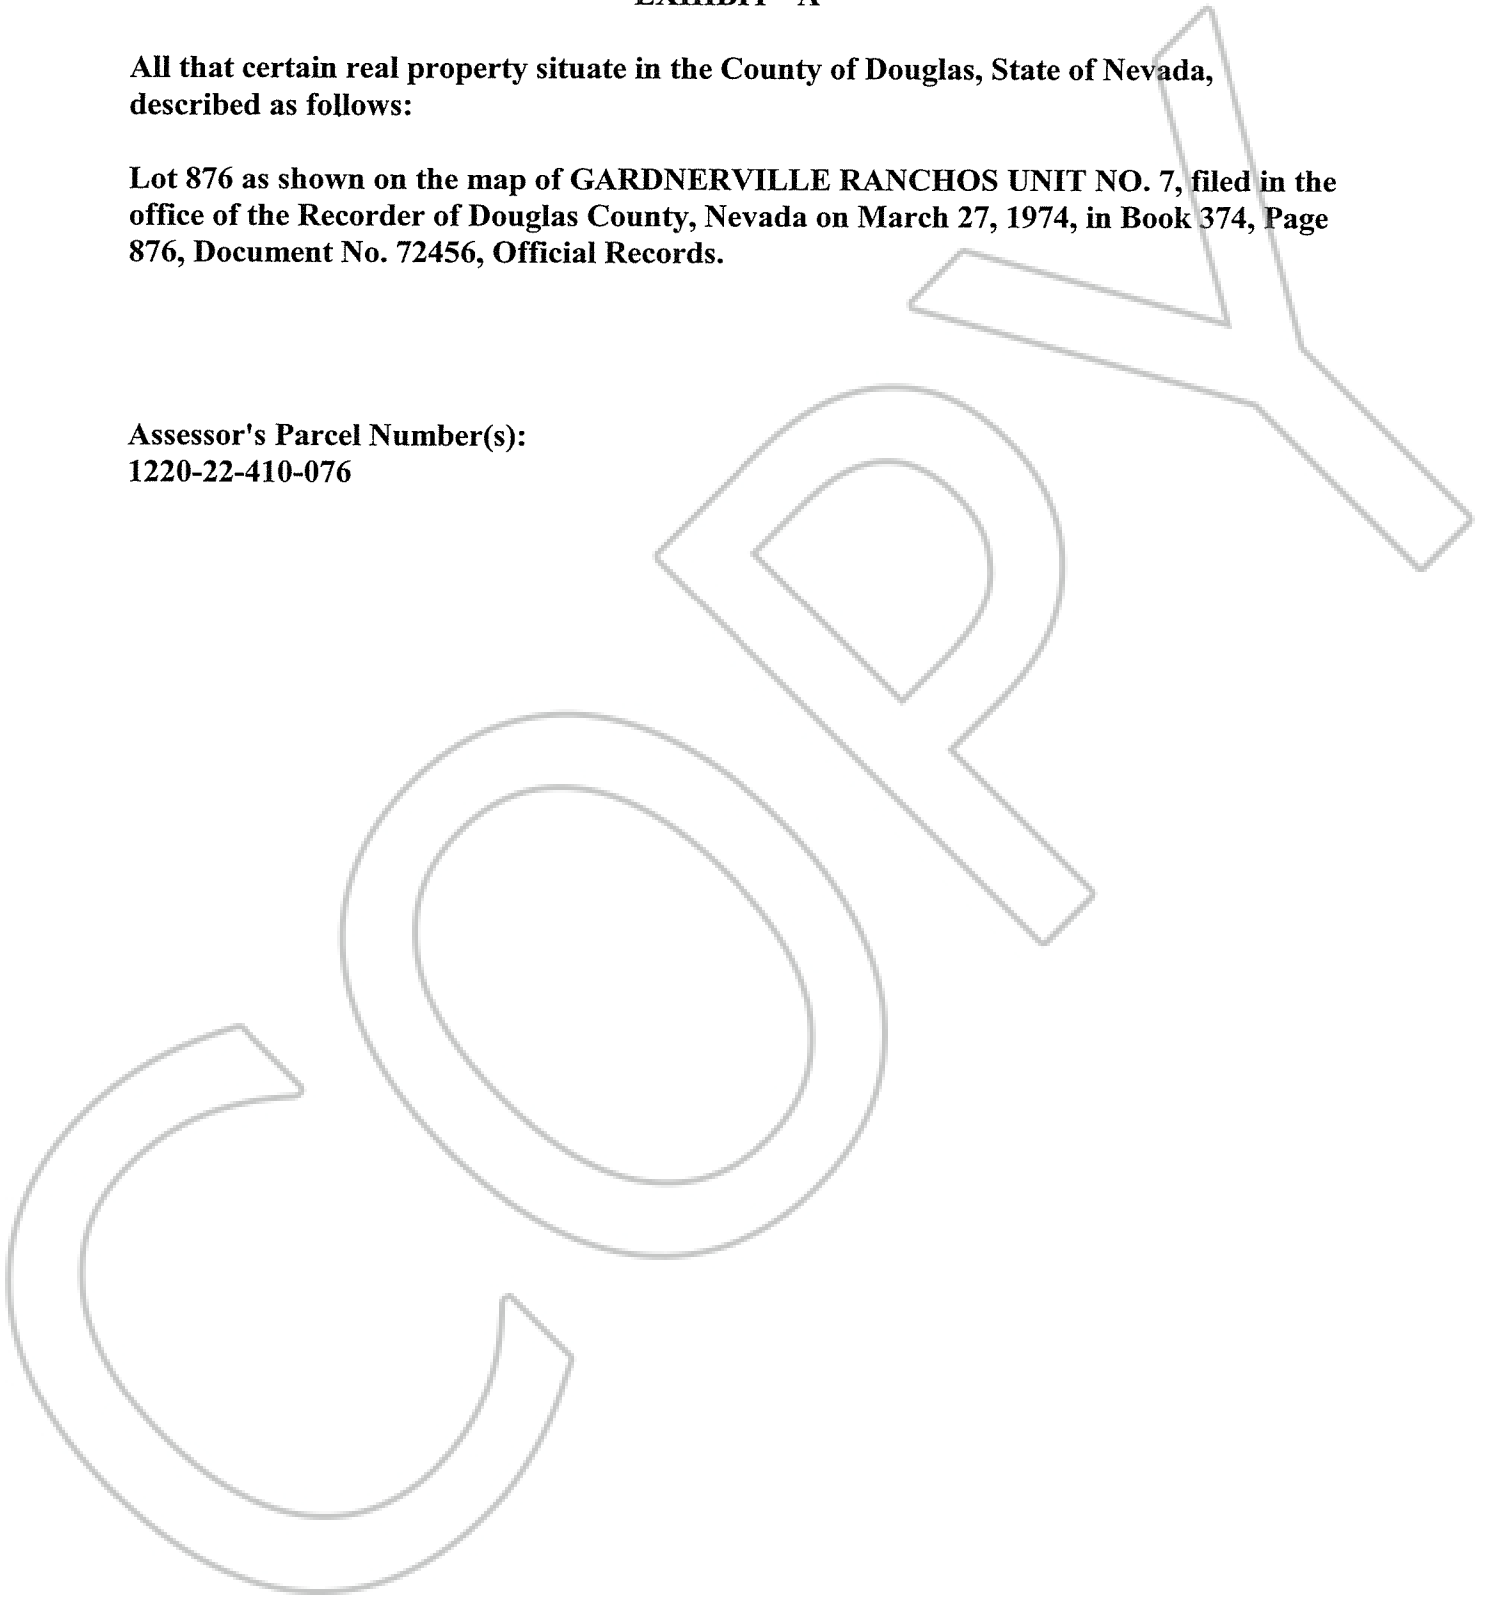 EXHIBIT "A"
All that certain real property situate in the County of Douglas, State of Nevada,
described as follows:
Lot 876 as shown on the map of GARDNERVILLE RANCHOS UNIT NO. 7, filed in the
office of the Recorder of Douglas County, Nevada on March 27, 1974, in Book 374, Page
876, Document No. 72456, Official Records.
Assessor's Parcel Number(s):
1220-22-410-076
COPY